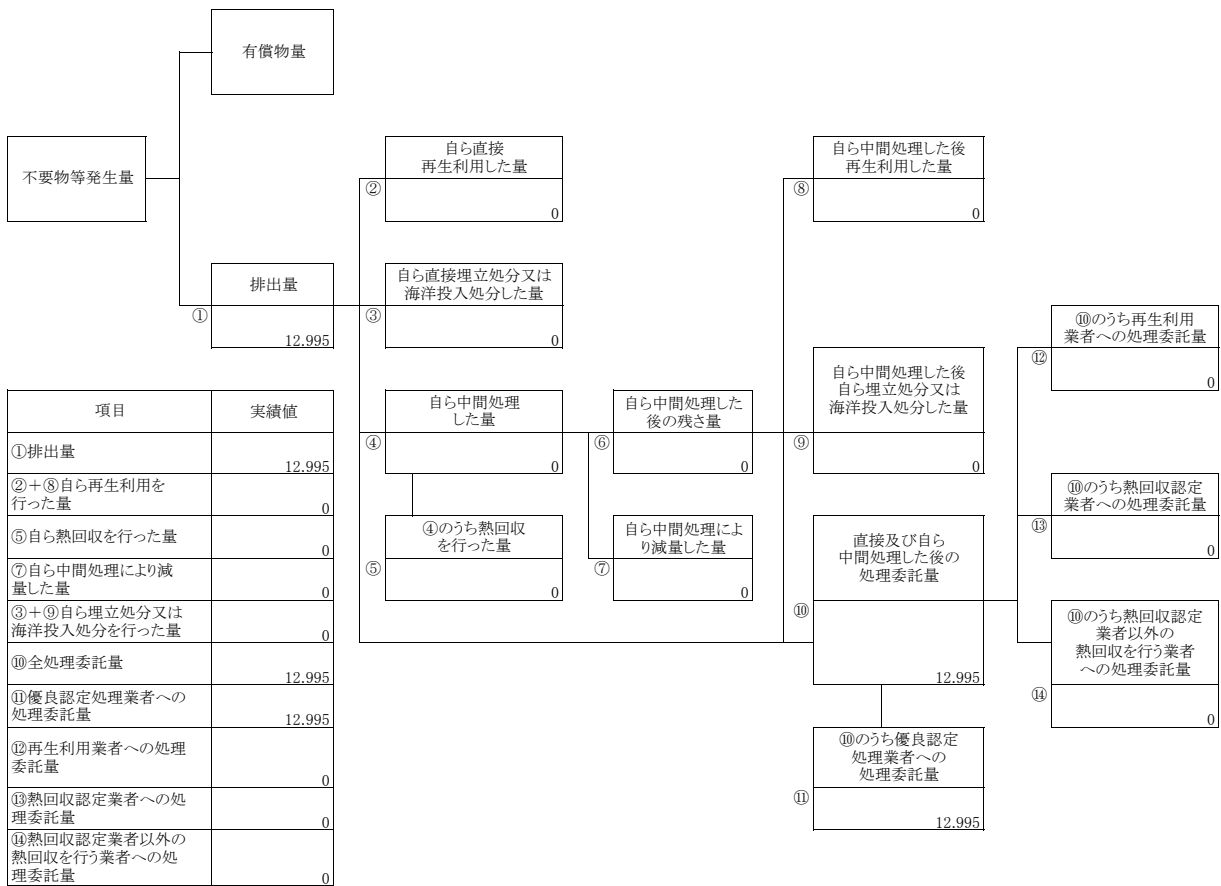 有償物量
不要物等発生量
自ら直接
再生利用した量
②
0
自ら中間処理した後
再生利用した量
⑧
0
排出量
①
12.995
自ら直接埋立処分又は
海洋投入処分した量
③
0
⑩のうち再生利用
業者への処理委託量
⑫
0
自ら中間処理
した量
④
0
自ら中間処理した
後の残さ量
⑥
0
自ら中間処理した後
自ら埋立処分又は
海洋投入処分した量
⑨
0
⑩のうち熱回収認定
業者への処理委託量
⑬
0
④のうち熱回収
を行った量
⑤
0
自ら中間処理によ
り減量した量
⑦
0
直接及び自ら
中間処理した後の
処理委託量
⑩
12.995
⑩のうち熱回収認定
業者以外の
熱回収を行う業者
への処理委託量
⑭
0
⑩のうち優良認定
処理業者への
処理委託量
⑪
12.995
項目 実績値
①排出量
12.995
②+⑧自ら再生利用を
行った量
0
⑤自ら熱回収を行った量
0
⑦自ら中間処理により減
量した量
0
③+⑨自ら埋立処分又は
海洋投入処分を行った量
0
⑩全処理委託量
12.995
⑪優良認定処理業者への
処理委託量
12.995
⑫再生利用業者への処理
委託量
0
⑬熱回収認定業者への処
理委託量
0
⑭熱回収認定業者以外の
熱回収を行う業者への処
理委託量
0